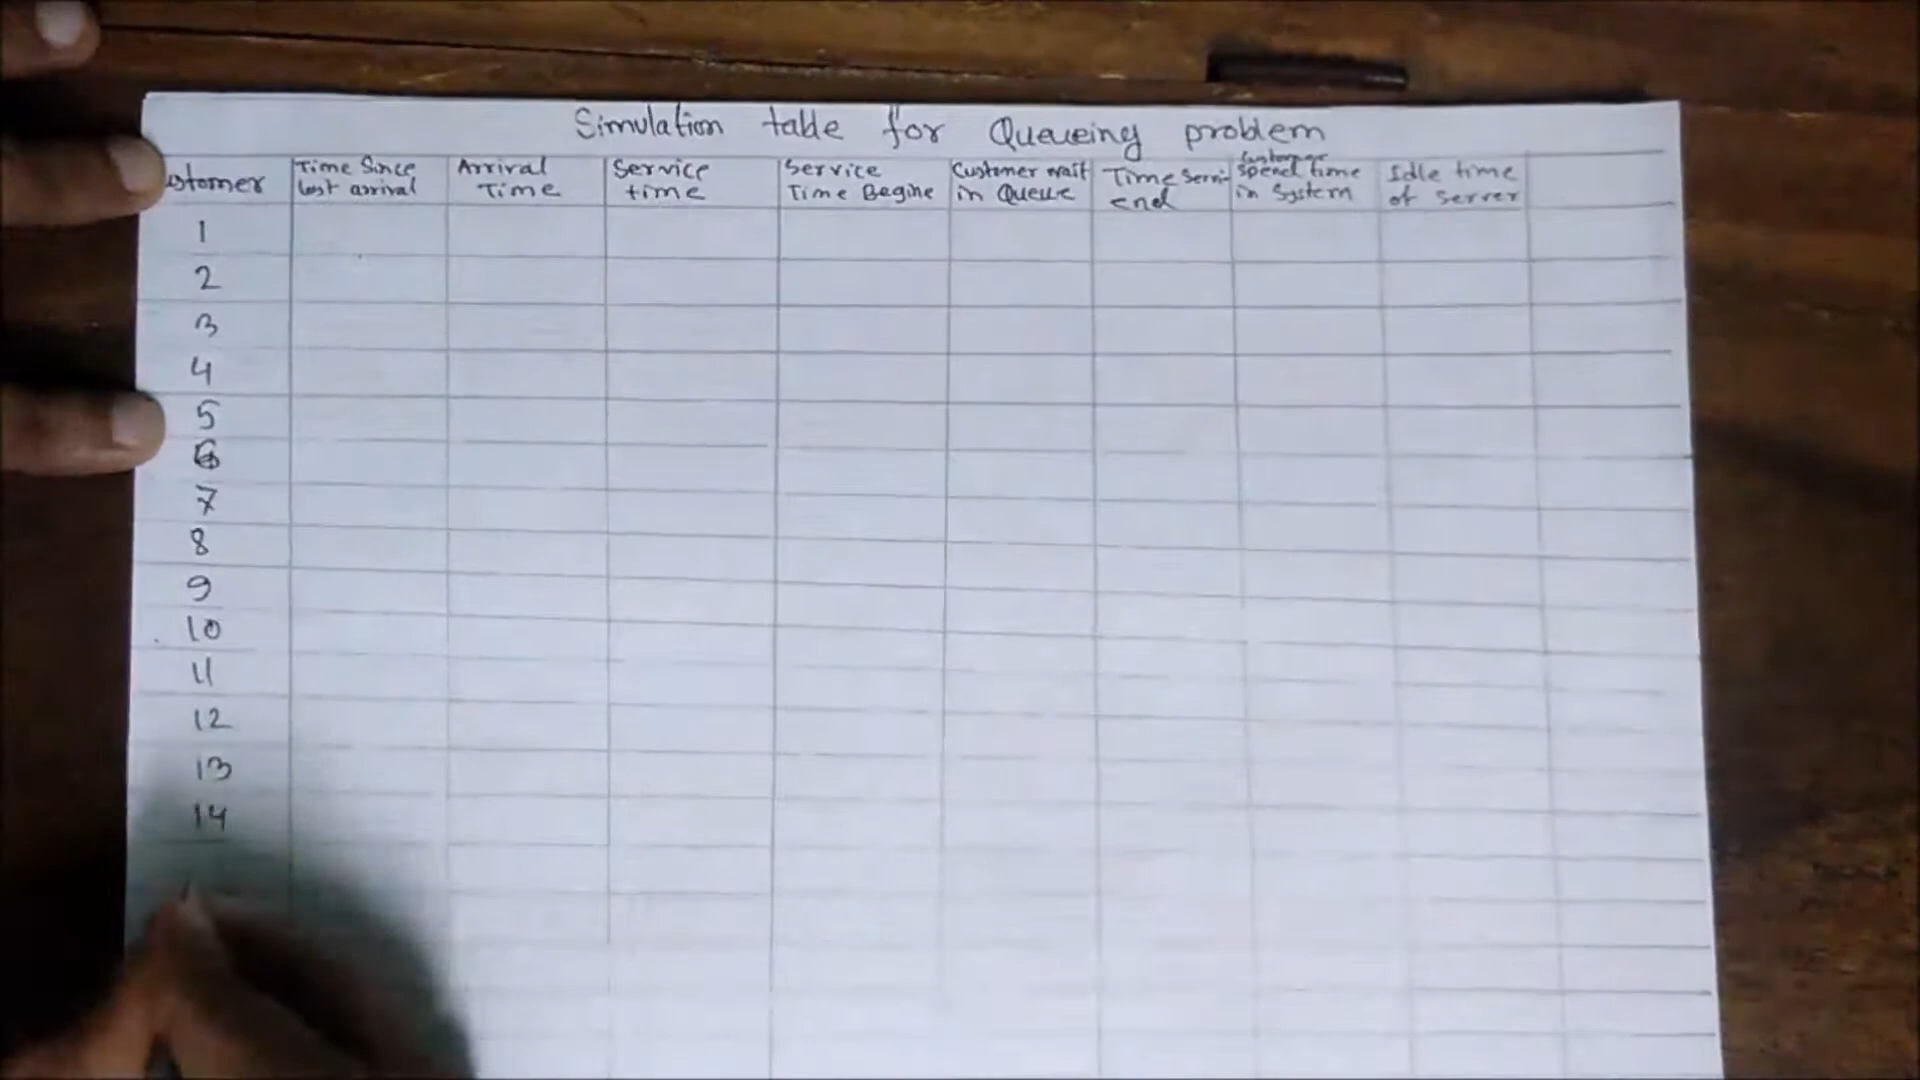 Simulation table for Queueing problem
stomer
Time Since
last arrival
Arrival
Time
Service
time
Service
Time Begine
Customer wait
in Queue
Time Servi
end
Customer
Spend time
in System
Idle time
of Server
1
2
3
4
5
6
7
8
9
10
11
12
13
14